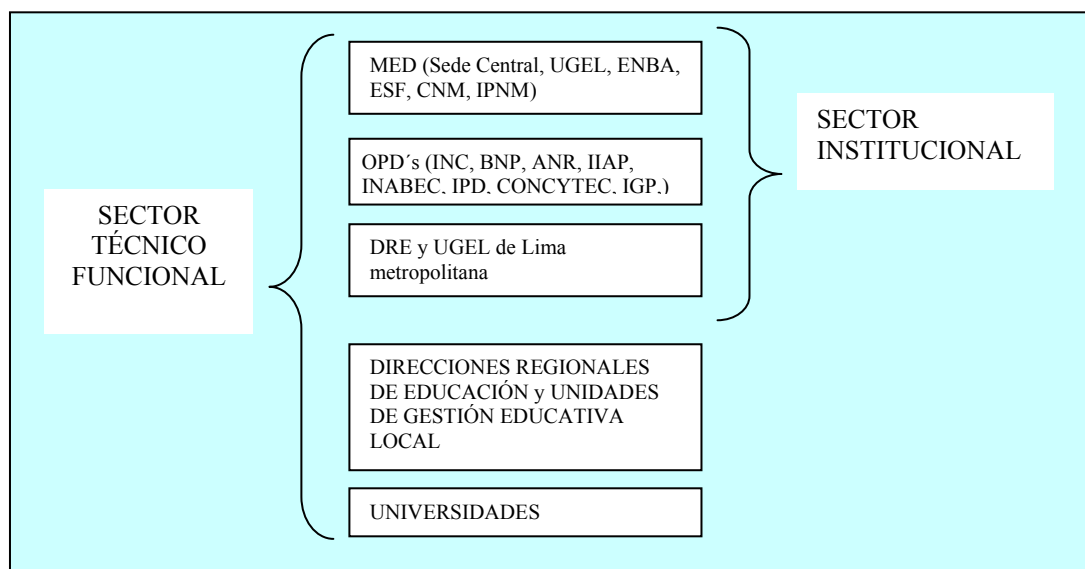 SECTOR
TÉCNICO
FUNCIONAL
MED (Sede Central, UGEL, ENBA,
ESF, CNM, IPNM)
OPD´s (INC, BNP, ANR, IIAP,
INABEC, IPD, CONCYTEC, IGP,)
DRE y UGEL de Lima
metropolitana
DIRECCIONES REGIONALES
DE EDUCACIÓN y UNIDADES
DE GESTIÓN EDUCATIVA
LOCAL
UNIVERSIDADES
SECTOR
INSTITUCIONAL